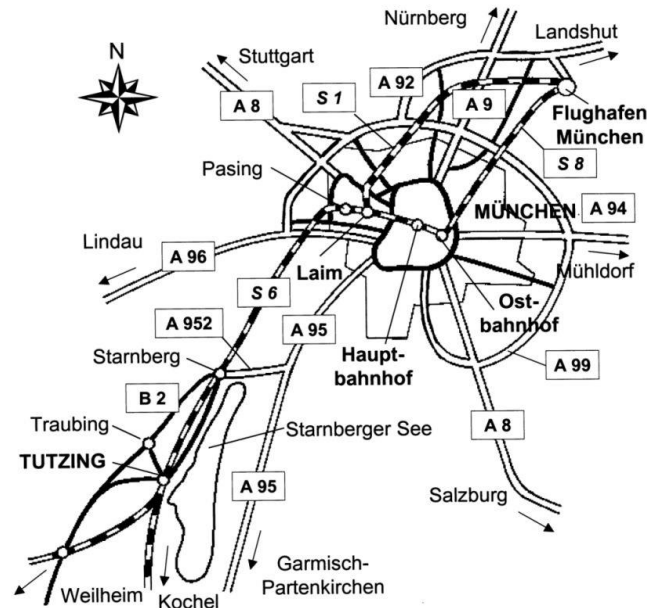 Nürnberg
Landshut
N
Stuttgart
A 92
S 1
A 9
A 8
Flughafen
München
S 8
Pasing
MÜNCHEN
A 94
Lindau
A 96
Laim
Mühldorf
S 6
Ost-
bahnhof
A 952
A 95
Haupt-
bahnhof
Starnberg
A 99
B 2
Traubing
Starnberger See
A 8
TUTZING
A 95
Salzburg
Garmisch-
Partenkirchen
Weilheim
Kochel